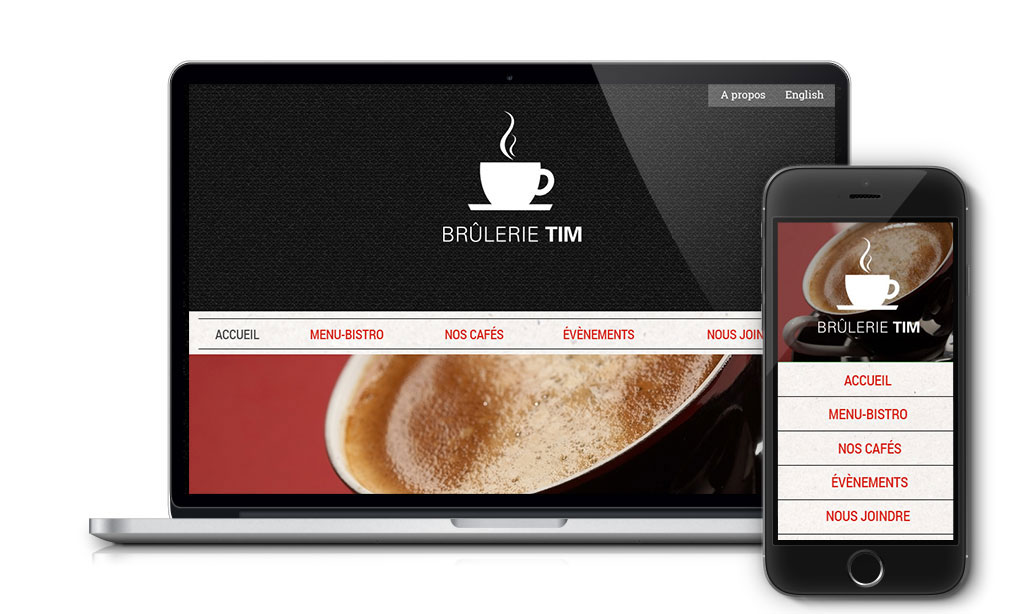 A propos English
BRÛLERIE TIM
ACCUEIL MENU-BISTRO NOS CAFÉS ÉVÈNEMENTS NOUS JOIN
BRÛLERIE TIM
ACCUEIL
MENU-BISTRO
NOS CAFÉS
ÉVÈNEMENTS
NOUS JOINDRE